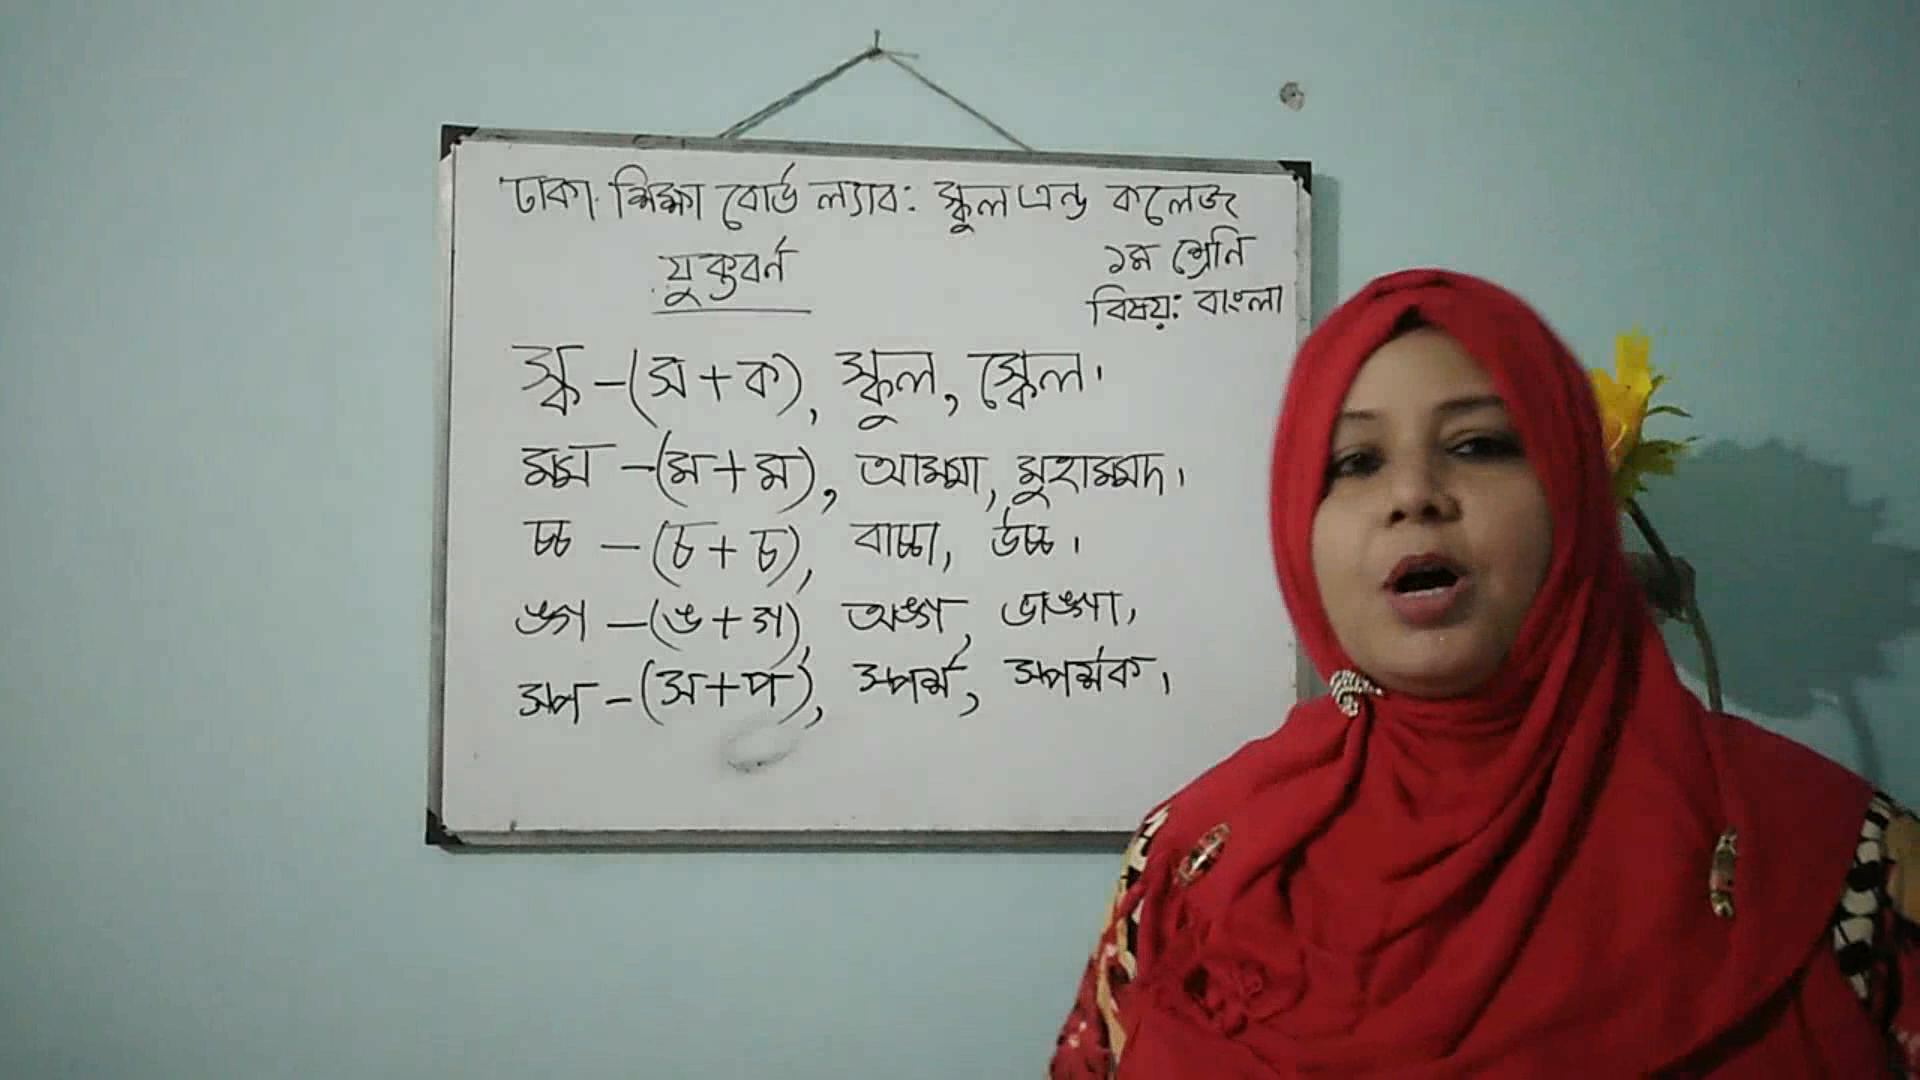 ঢাকা শিক্ষা বোর্ড ল্যাব: স্কুল এন্ড কলেজ
যুক্তবর্ন
১ম শ্রেনি
বিষয়: বাংলা
স্ক – (স + ক), স্কুল, স্কেল।
ম্ম – (ম + ম), আম্মা, মুহাম্মদ।
চ্চ – (চ + চ), বাচ্চা, উচ্চ।
ঙ্গ – (ঙ + গ), অঙ্গ, ভাঙ্গা,
স্প – (স + প), স্পর্শ, স্পর্শক।